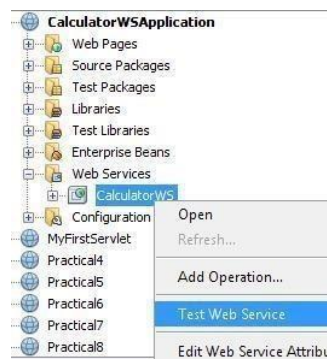 CalculatorWSApplication
Web Pages
Source Packages
Test Packages
Libraries
Test Libraries
Enterprise Beans
Web Services
CalculatorWS
Configuration
Open
MyFirstServlet
Refresh...
Practical4
Practical5
Add Operation...
Practical6
Test Web Service
Practical7
Practical8
Edit Web Service Attribu